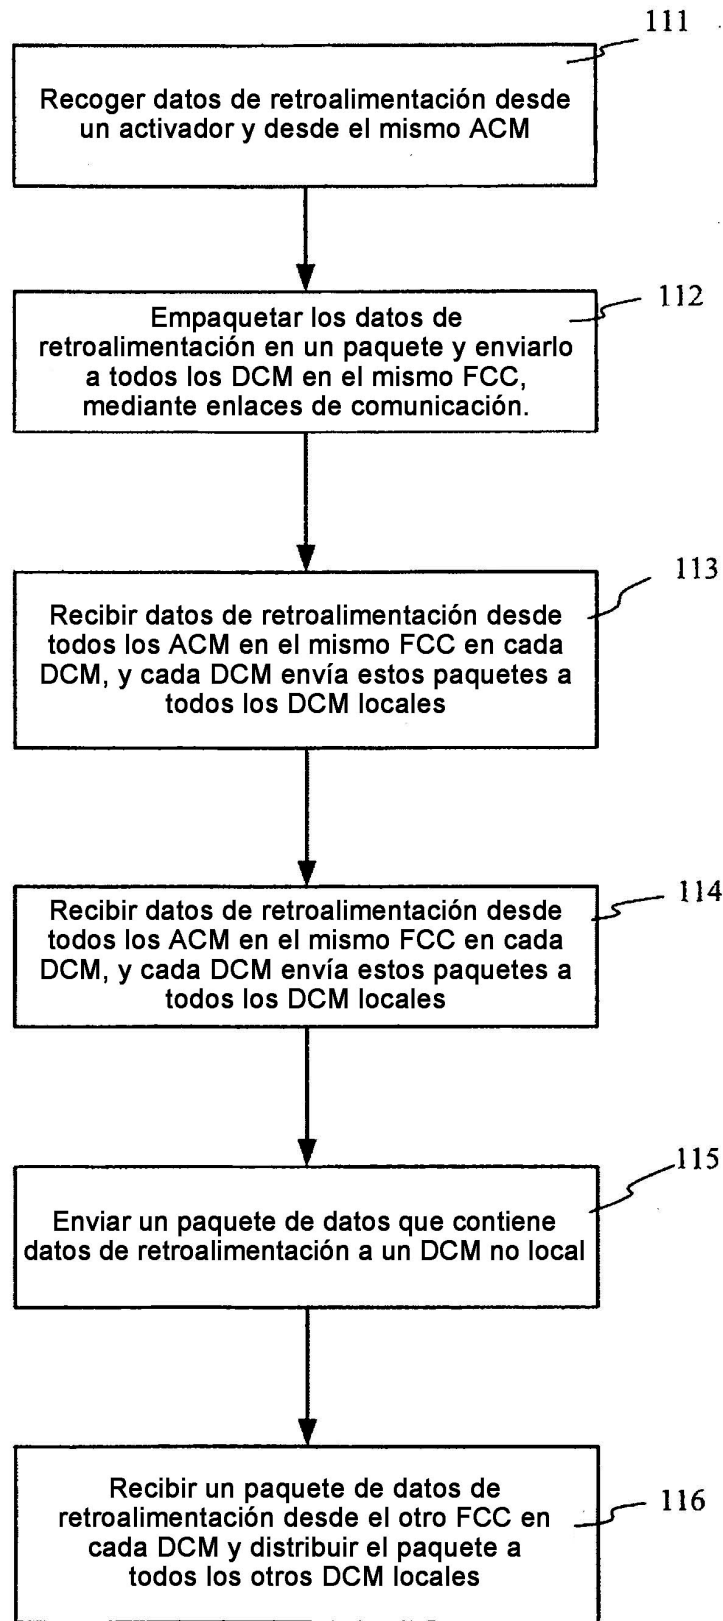 111
Recoger datos de retroalimentación desde
un activador y desde el mismo ACM
112
Empaquetar los datos de
retroalimentación en un paquete y enviarlo
a todos los DCM en el mismo FCC,
mediante enlaces de comunicación.
113
Recibir datos de retroalimentación desde
todos los ACM en el mismo FCC en cada
DCM, y cada DCM envía estos paquetes a
todos los DCM locales
114
Recibir datos de retroalimentación desde
todos los ACM en el mismo FCC en cada
DCM, y cada DCM envía estos paquetes a
todos los DCM locales
115
Enviar un paquete de datos que contiene
datos de retroalimentación a un DCM no local
116
Recibir un paquete de datos de
retroalimentación desde el otro FCC en
cada DCM y distribuir el paquete a
todos los otros DCM locales